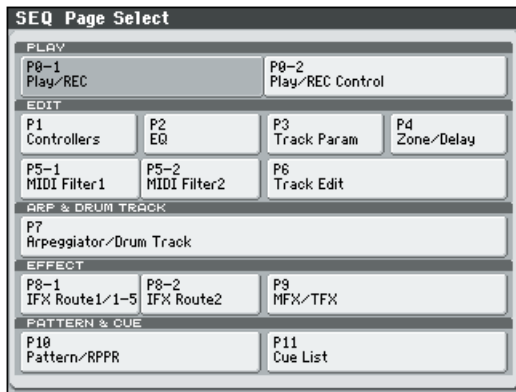 SEQ Page Select
PLAY
P0-1
Play/REC
P0-2
Play/REC Control
EDIT
P1
Controllers
P2
EQ
P3
Track Param
P4
Zone/Delay
P5-1
MIDI Filter1
P5-2
MIDI Filter2
P6
Track Edit
ARP & DRUM TRACK
P7
Arpeggiator/Drum Track
EFFECT
P8-1
IFX Route1/1-5
P8-2
IFX Route2
P9
MFX/TFX
PATTERN & CUE
P10
Pattern/RPPR
P11
Cue List